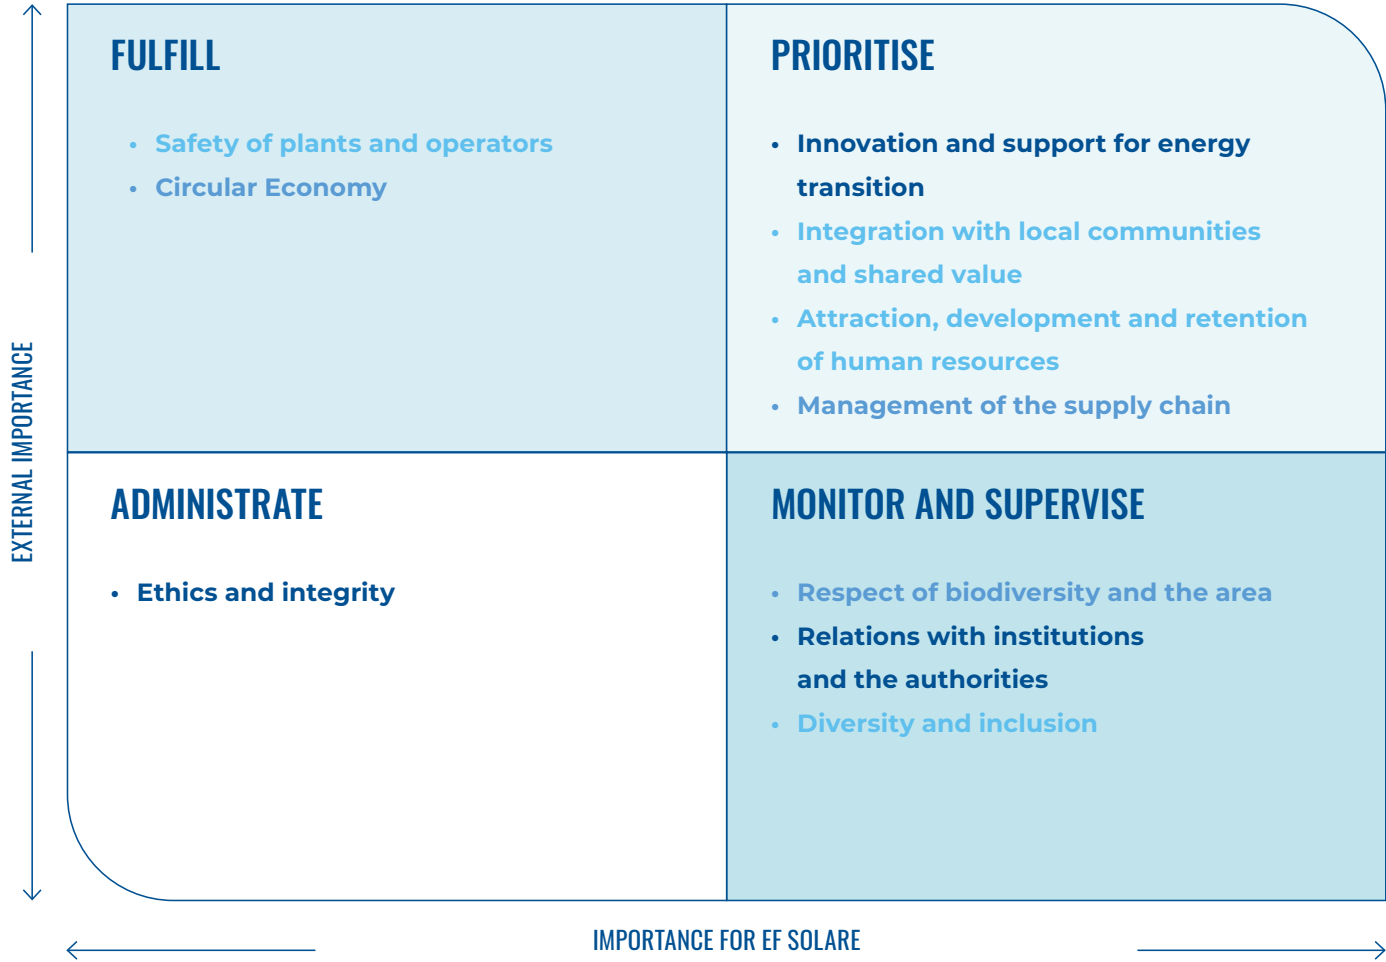 FULFILL
• Safety of plants and operators
• Circular Economy
PRIORITISE
• Innovation and support for energy
transition
• Integration with local communities
and shared value
• Attraction, development and retention
of human resources
• Management of the supply chain
EXTERNAL IMPORTANCE
ADMINISTRATE
• Ethics and integrity
MONITOR AND SUPERVISE
• Respect of biodiversity and the area
• Relations with institutions
and the authorities
• Diversity and inclusion
IMPORTANCE FOR EF SOLARE